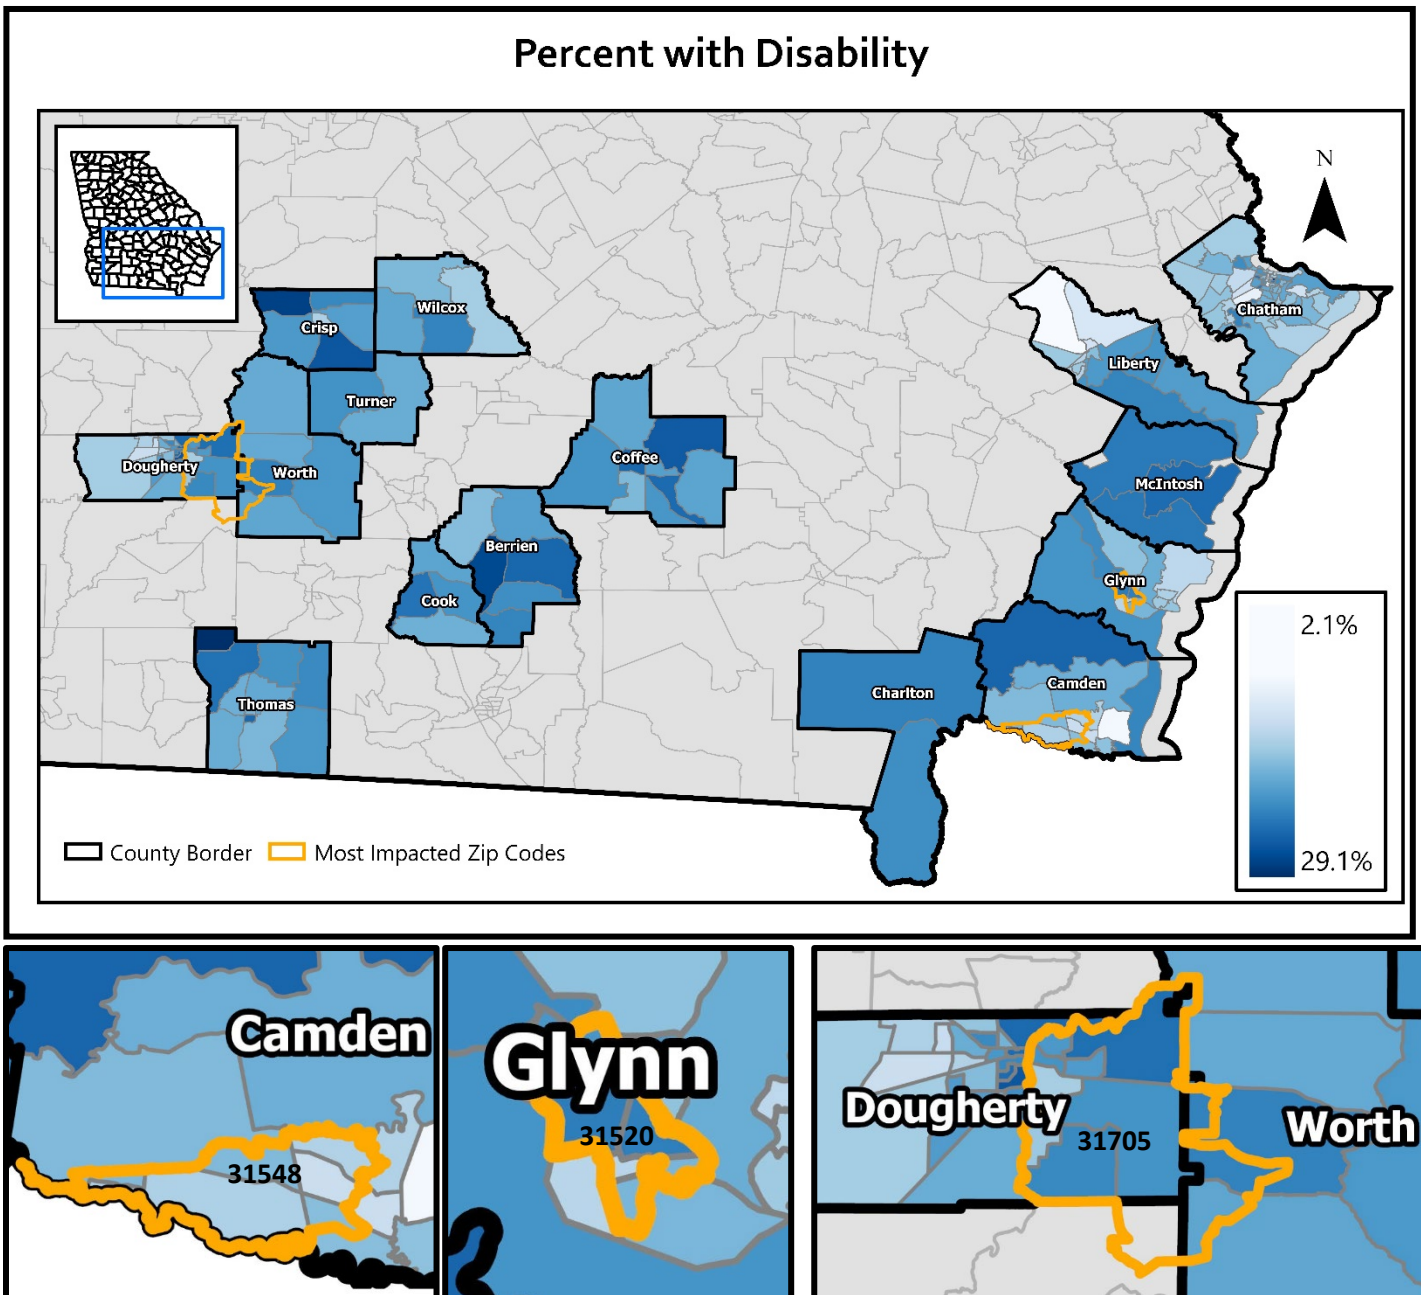 Percent with Disability
N
Chatham
Wilcox
Crisp
Liberty
Turner
Coffee
Dougherty
Worth
McIntosh
Berrien
Glynn
Cook
2.1%
Camden
Charlton
Thomas
County Border
Most Impacted Zip Codes
29.1%
Camden
31548
Glynn
31520
Dougherty
31705
Worth